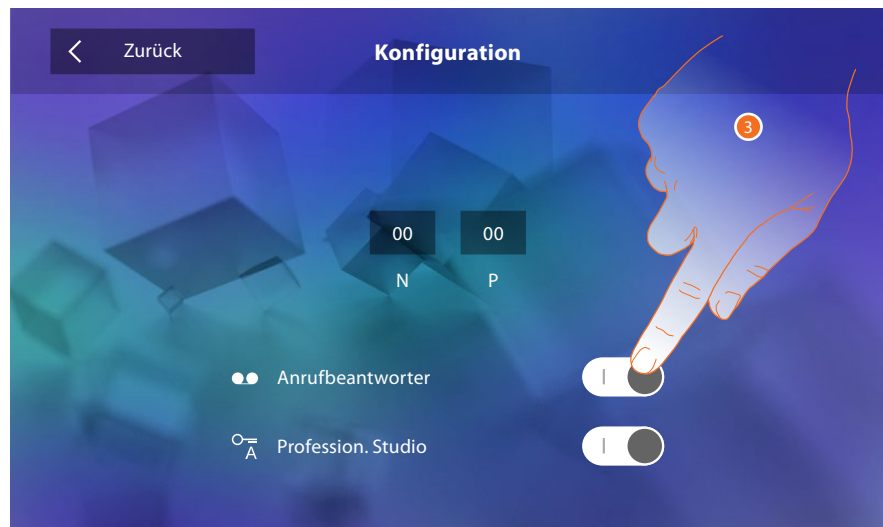 Zurück
Konfiguration
3
00 00
N P
Anrufbeantworter
A Profession. Studio